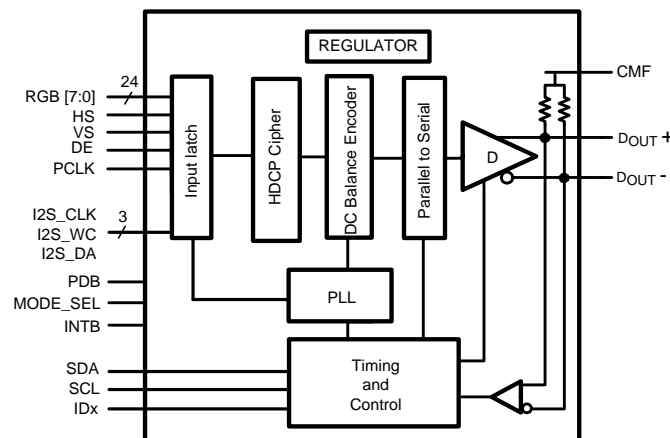 REGULATOR
CMF
24
RGB [7:0]
HS
VS
DE
PCLK
Input latch
HDCP Cipher
DC Balance Encoder
Parallel to Serial
D
DOUT +
DOUT -
I2S_CLK
3
I2S_WC
I2S_DA
PDB
MODE_SEL
INTB
PLL
SDA
SCL
IDx
Timing
and
Control